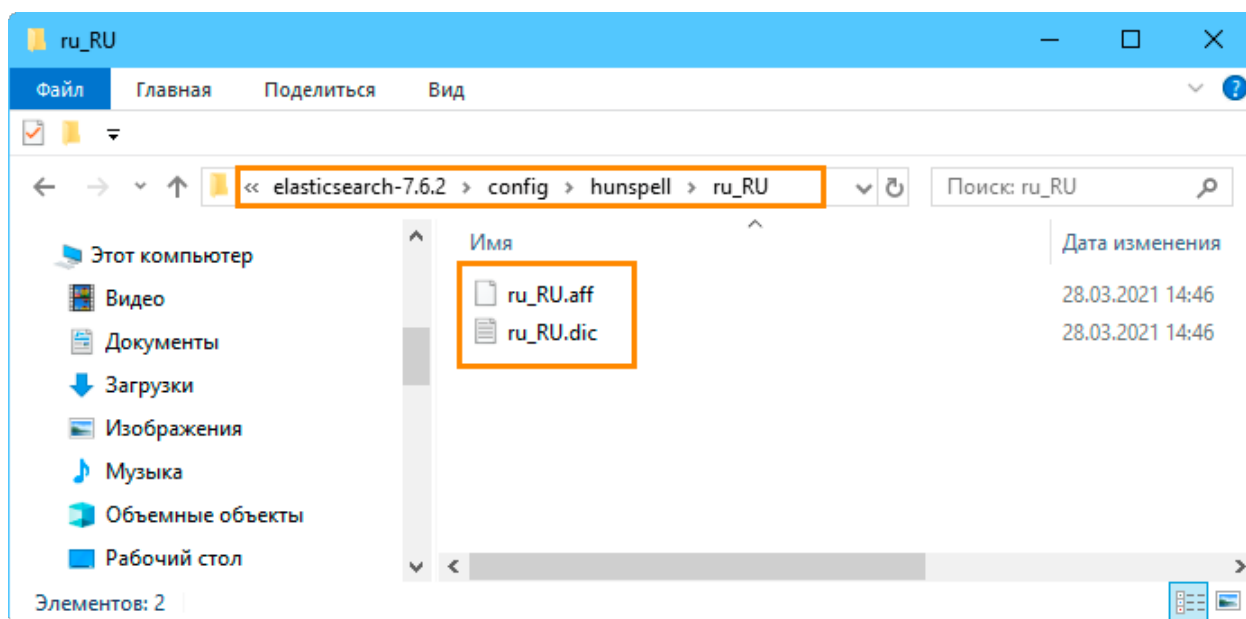 ru_RU
Файл Главная Поделиться Вид
« elasticsearch-7.6.2 › config › hunspell › ru_RU Поиск: ru_RU
Этот компьютер
Видео
Документы
Загрузки
Изображения
Музыка
Объемные объекты
Рабочий стол
Имя Дата изменения
ru_RU.aff 28.03.2021 14:46
ru_RU.dic 28.03.2021 14:46
Элементов: 2